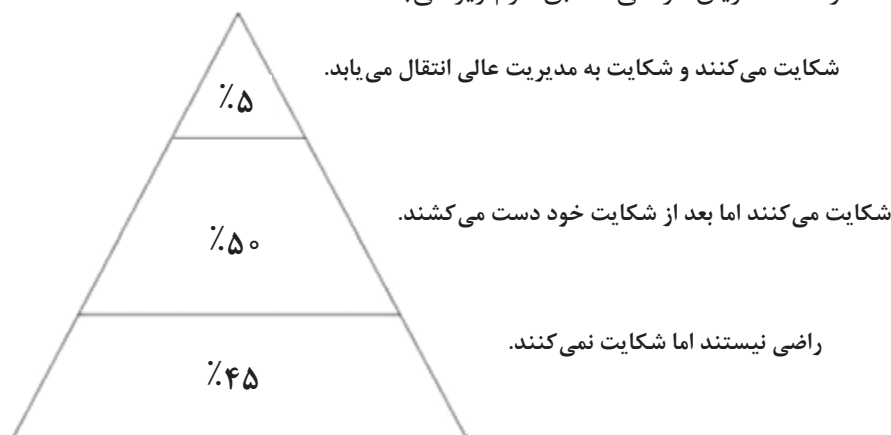 شکایت می‌کنند و شکایت به مدیریت عالی انتقال می‌یابد.
٪۵
شکایت می‌کنند اما بعد از شکایت خود دست می‌کشند.
٪۵۰
راضی نیستند اما شکایت نمی‌کنند.
٪۴۵